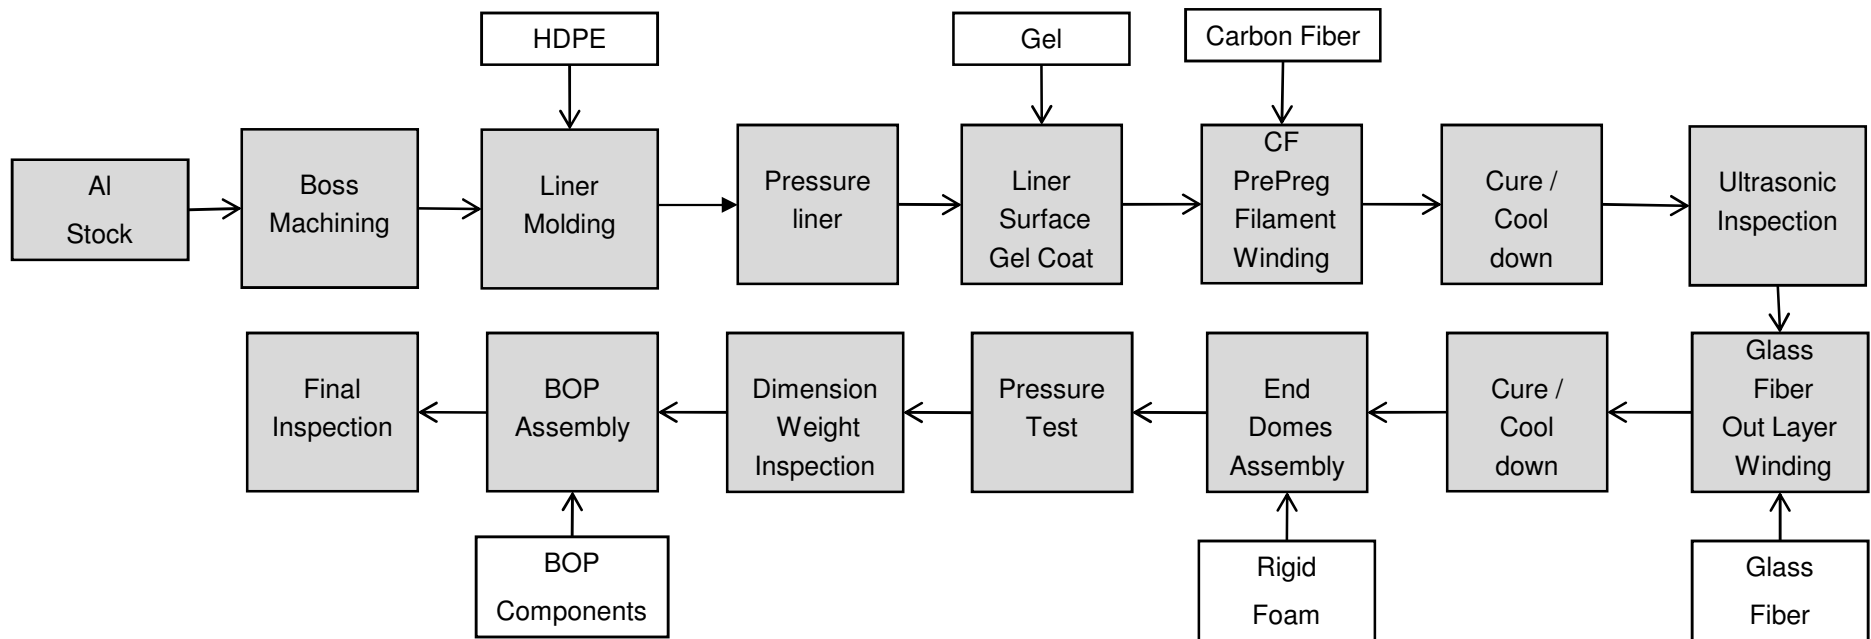 HDPE
Gel
Carbon Fiber
Al
Stock
Boss
Machining
Liner
Molding
Pressure
liner
Liner
Surface
Gel Coat
CF
PrePreg
Filament
Winding
Cure /
Cool
down
Ultrasonic
Inspection
Final
Inspection
BOP
Assembly
Dimension
Weight
Inspection
Pressure
Test
End
Domes
Assembly
Cure /
Cool
down
Glass
Fiber
Out Layer
Winding
BOP
Components
Rigid
Foam
Glass
Fiber